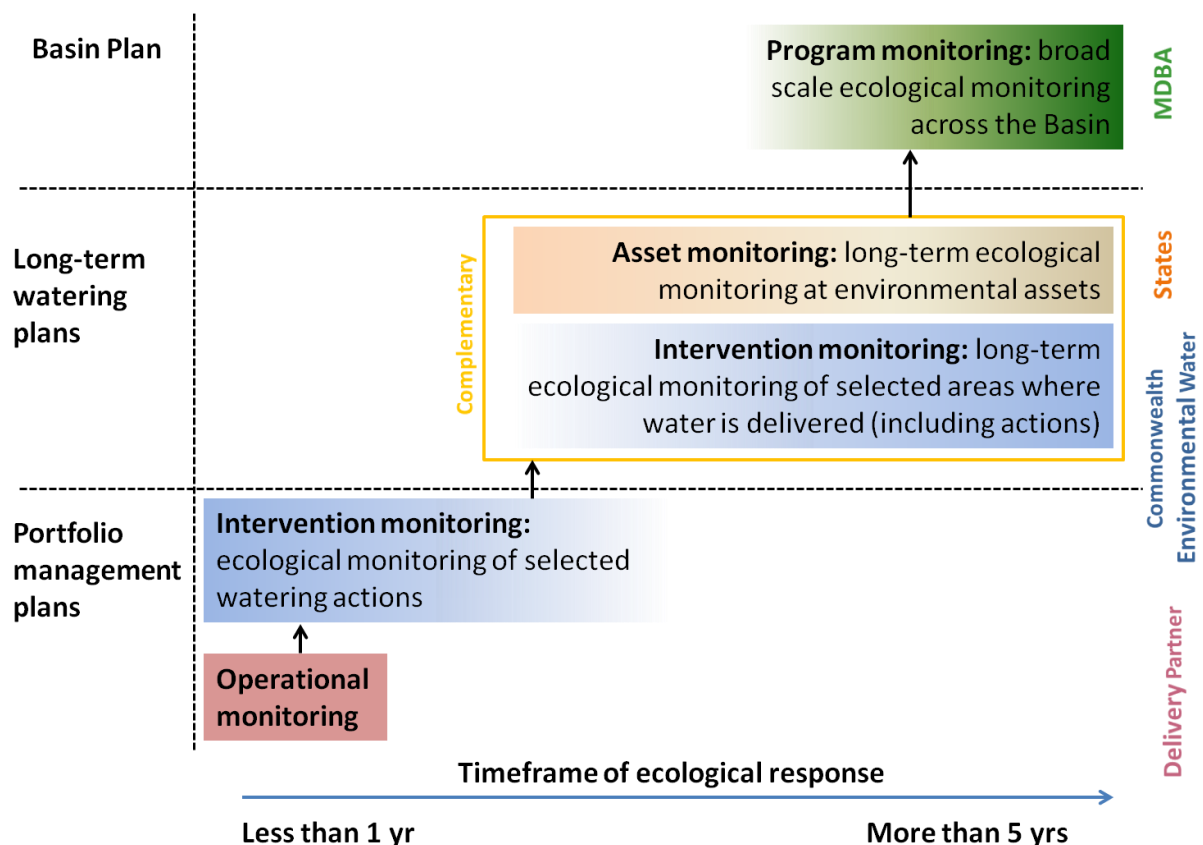 Basin Plan
Program monitoring: broad
scale ecological monitoring
across the Basin
MDBA
Long-term
watering
plans
Complementary
Asset monitoring: long-term ecological
monitoring at environmental assets
States
Intervention monitoring: long-term
ecological monitoring of selected areas where
water is delivered (including actions)
Commonwealth
Environmental Water
Portfolio
management
plans
Intervention monitoring:
ecological monitoring of selected
watering actions
Operational
monitoring
Delivery Partner
Timeframe of ecological response
Less than 1 yr
More than 5 yrs